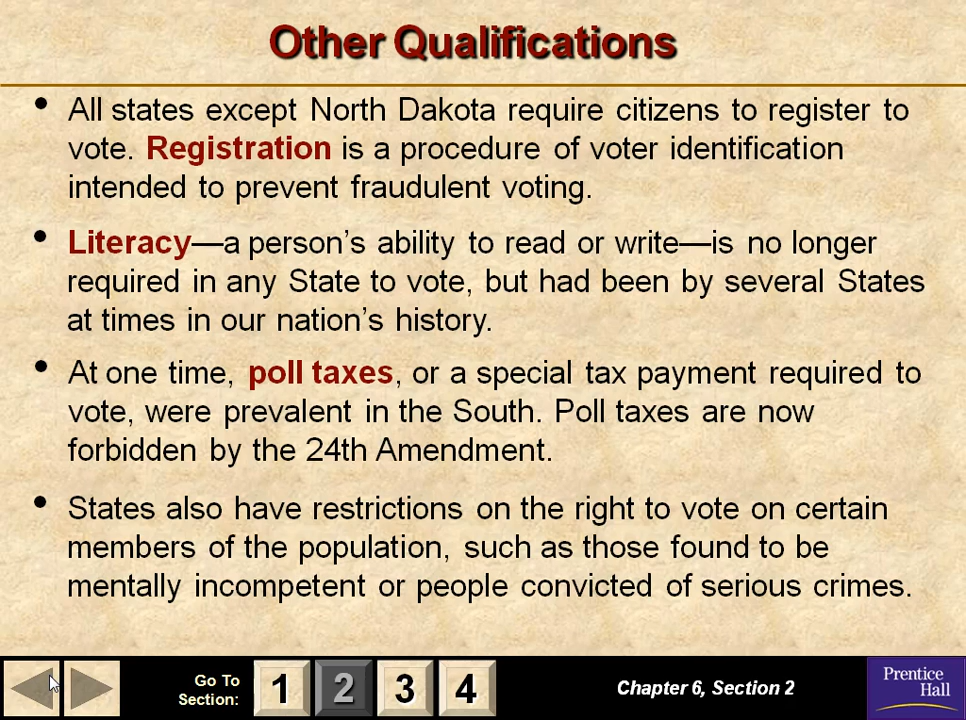 Other Qualifications
• All states except North Dakota require citizens to register to
vote. Registration is a procedure of voter identification
intended to prevent fraudulent voting.
• Literacy—a person's ability to read or write—is no longer
required in any State to vote, but had been by several States
at times in our nation's history.
• At one time, poll taxes, or a special tax payment required to
vote, were prevalent in the South. Poll taxes are now
forbidden by the 24th Amendment.
• States also have restrictions on the right to vote on certain
members of the population, such as those found to be
mentally incompetent or people convicted of serious crimes.
Go To
Section:
1 2 3 4
Chapter 6, Section 2
Prentice
Hall